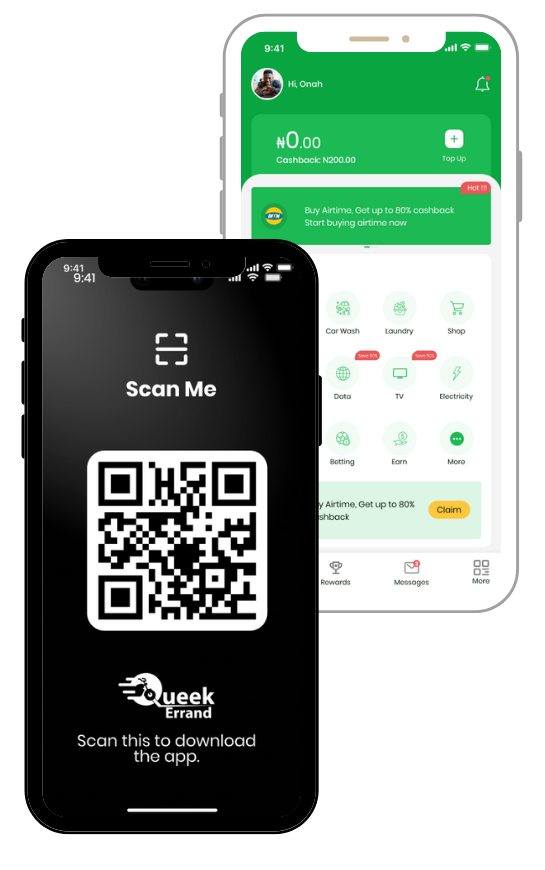 9:41
Hi, Onah
₦0.00
Cashback: N200.00
Top Up
Hot !!!
MTN
Buy Airtime, Get up to 80% cashback
Start buying airtime now
Car Wash
Laundry
Shop
Save 10%
Save 10%
Data
TV
Electricity
Betting
Earn
More
y Airtime, Get up to 80%
shback
Claim
Rewards
Messages
More
9:41
9:41
Scan Me
Queek
Errand
Scan this to download
the app.